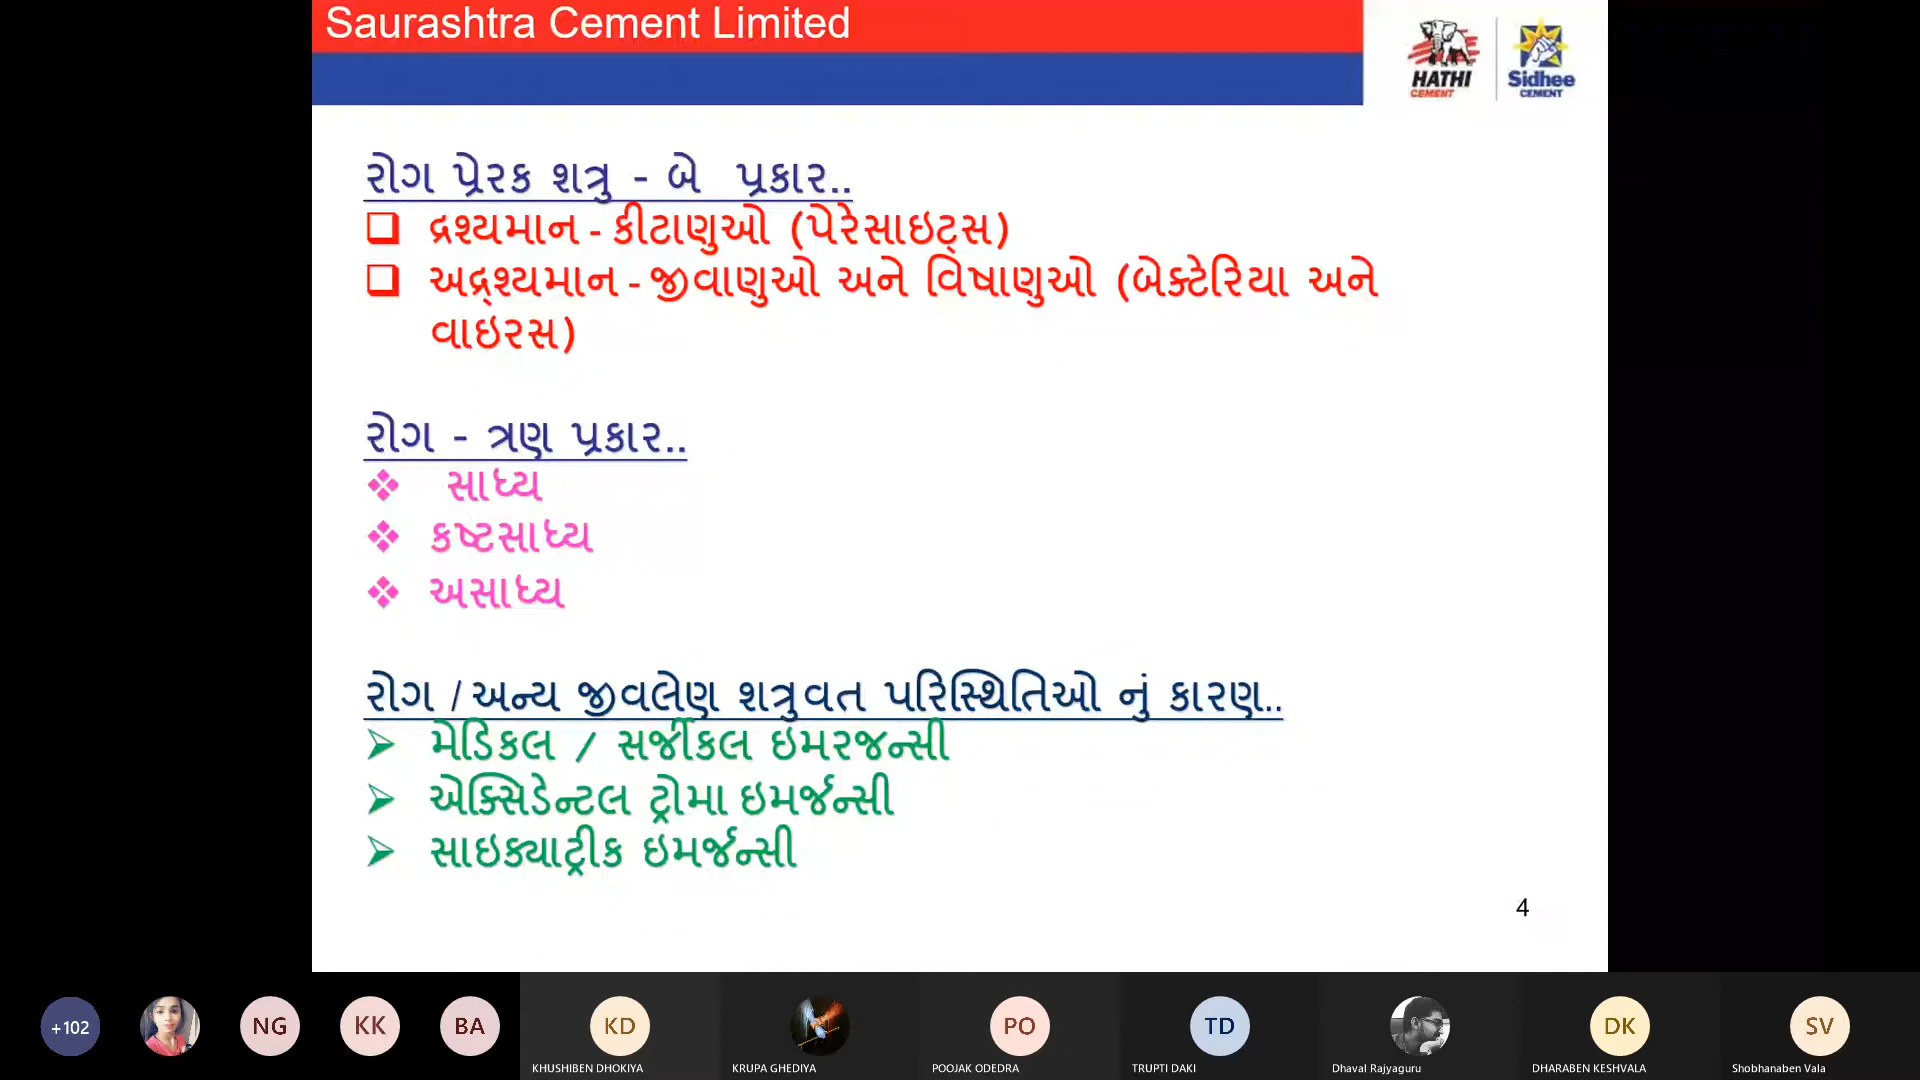 Saurashtra Cement Limited
HATHI
CEMENT
Sidhee
CEMENT
રોગ પ્રેરક શત્રુ - બે પ્રકાર..
દ્રશ્યમાન - કીટાણુઓ (પેરેસાઇટ્સ)
અદ્રશ્યમાન - જીવાણુઓ અને વિષાણુઓ (બેક્ટેરિયા અને
વાઇરસ)
રોગ - ત્રણ પ્રકાર..
સાધ્ય
કષ્ટસાધ્ય
અસાધ્ય
રોગ / અન્ય જીવલેણ શત્રુવત પરિસ્થિતિઓ નું કારણ..
મેડિકલ / સર્જીકલ ઇમરજન્સી
એક્સિડેન્ટલ ટ્રોમા ઇમર્જન્સી
સાઇક્યાટ્રીક ઇમર્જન્સી
4
+102 NG KK BA KD PO TD DK SV
KHUSHIBEN DHOKIYA KRUPA GHEDIYA POOJAK ODEDRA TRUPTI DAKI Dhaval Rajyaguru DHARABEN KESHVALA Shobhanaben Vala